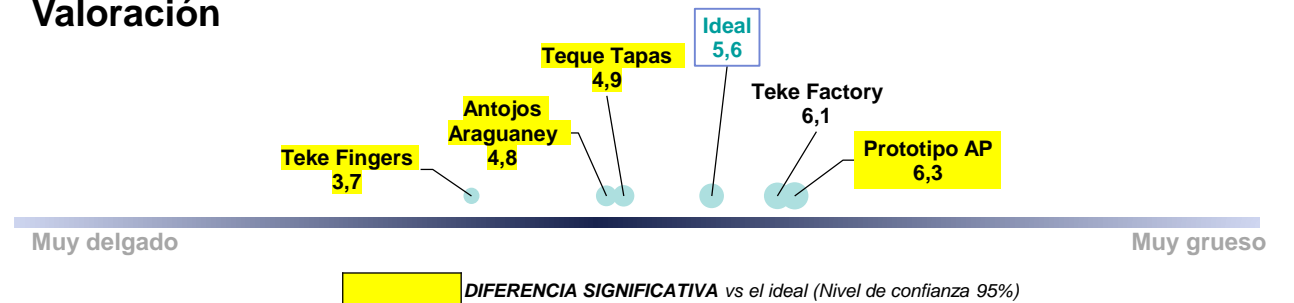 Valoración
Ideal
5,6
Teque Tapas
4,9
Teke Factory
6,1
Antojos
Araguaney
4,8
Prototipo AP
6,3
Teke Fingers
3,7
Muy delgado
Muy grueso
DIFERENCIA SIGNIFICATIVA vs el ideal (Nivel de confianza 95%)